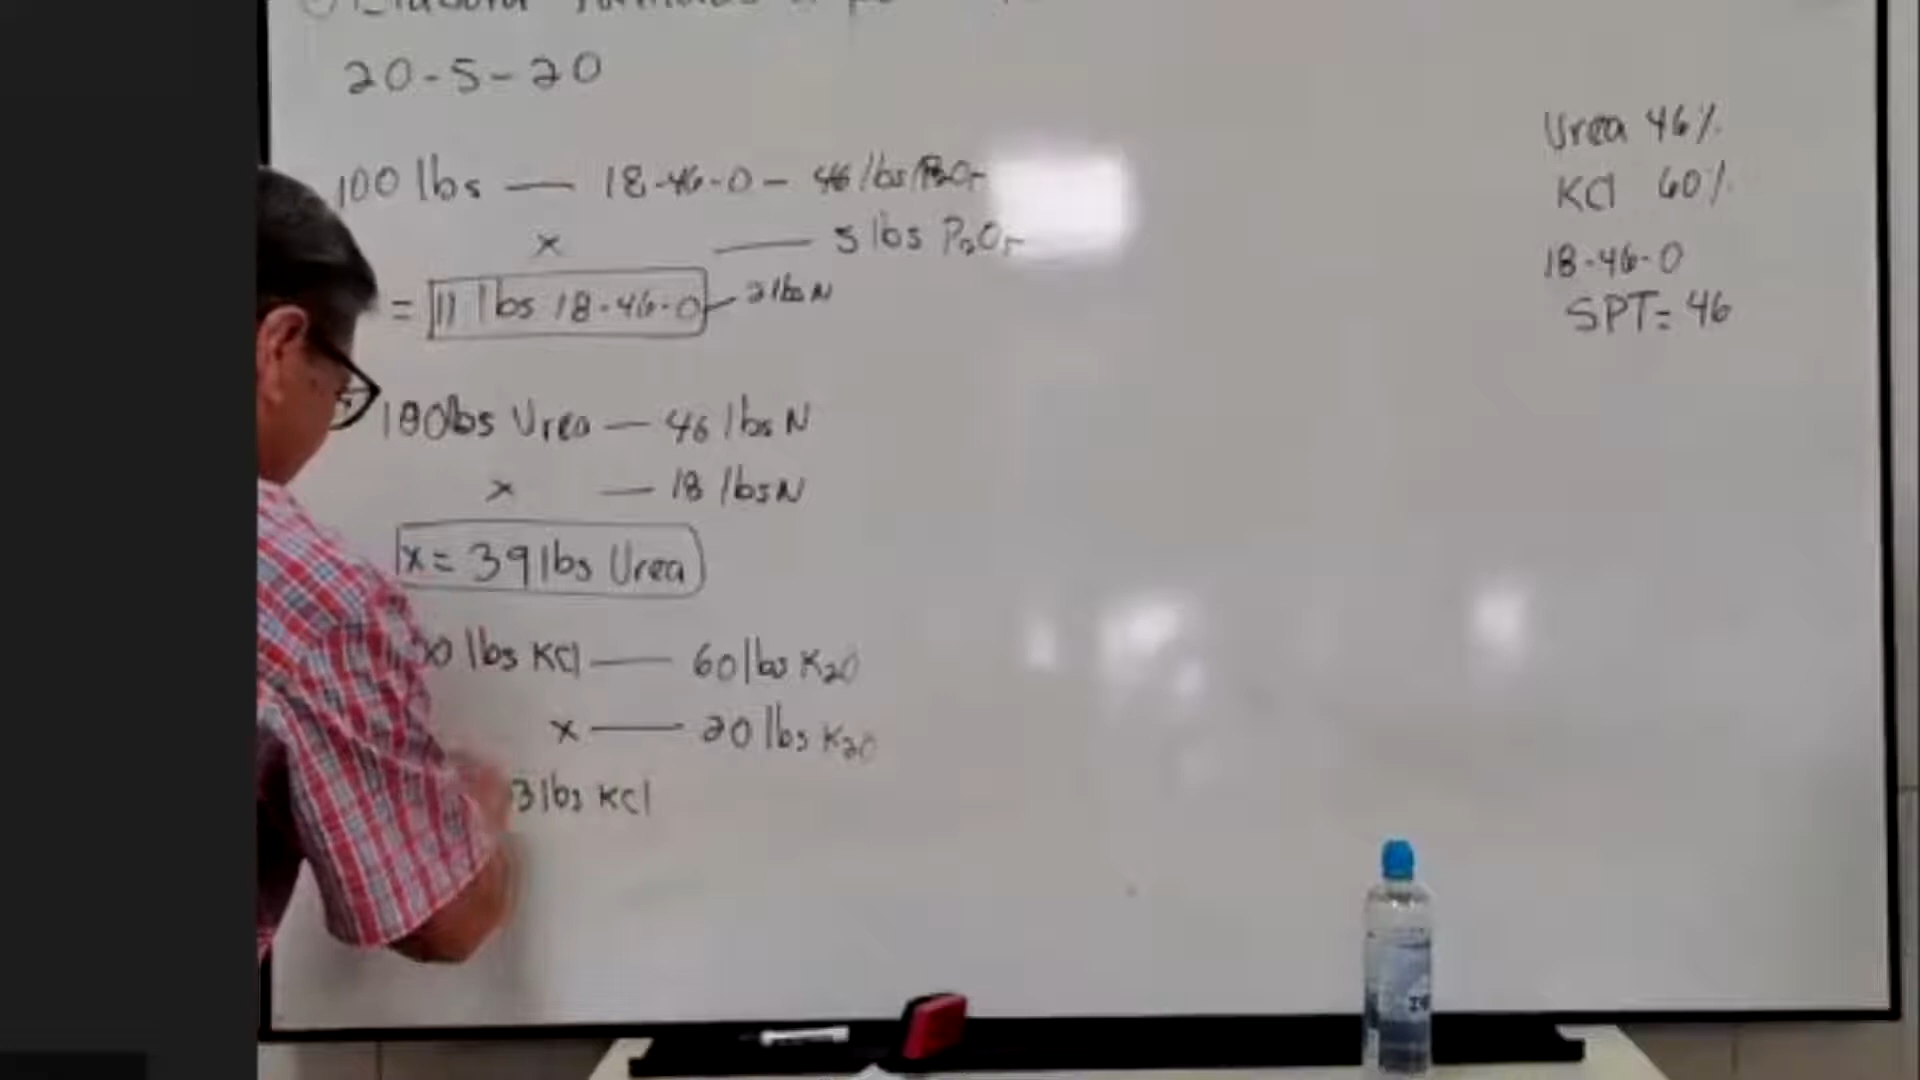 20-5-20
100 lbs — 18-46-0 — 46 lbs P2O5
x — 5 lbs P2O5
= 11 lbs 18-46-0 — 2 lbs N
100 lbs Urea — 46 lbs N
x — 18 lbs N
x = 39 lbs Urea
lbs KCl — 60 lbs K20
x — 20 lbs K20
3 lbs KCl
Urea 46%
KCl 60%
18-46-0
SPT= 46